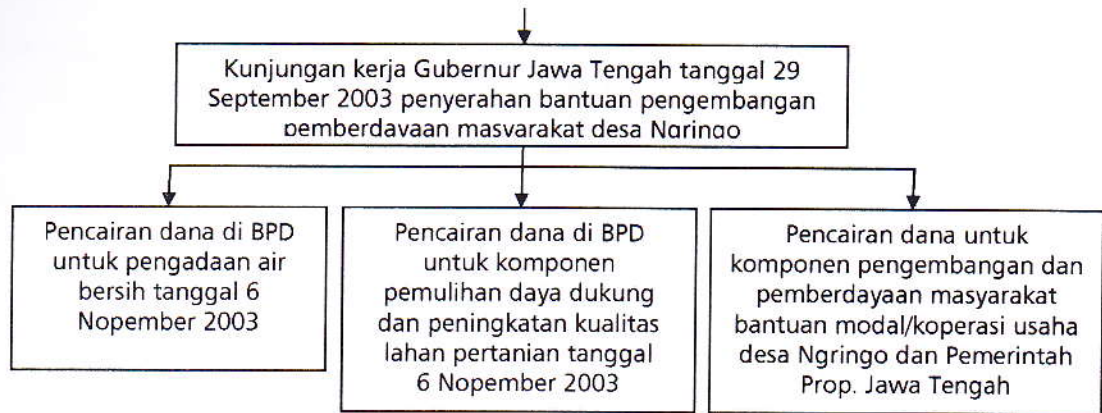 Kunjungan kerja Gubernur Jawa Tengah tanggal 29
September 2003 penyerahan bantuan pengembangan
pemberdayaan masyarakat desa Ngringo
Pencairan dana di BPD
untuk pengadaan air
bersih tanggal 6
Nopember 2003
Pencairan dana di BPD
untuk komponen
pemulihan daya dukung
dan peningkatan kualitas
lahan pertanian tanggal
6 Nopember 2003
Pencairan dana untuk
komponen pengembangan dan
pemberdayaan masyarakat
bantuan modal/koperasi usaha
desa Ngringo dan Pemerintah
Prop. Jawa Tengah